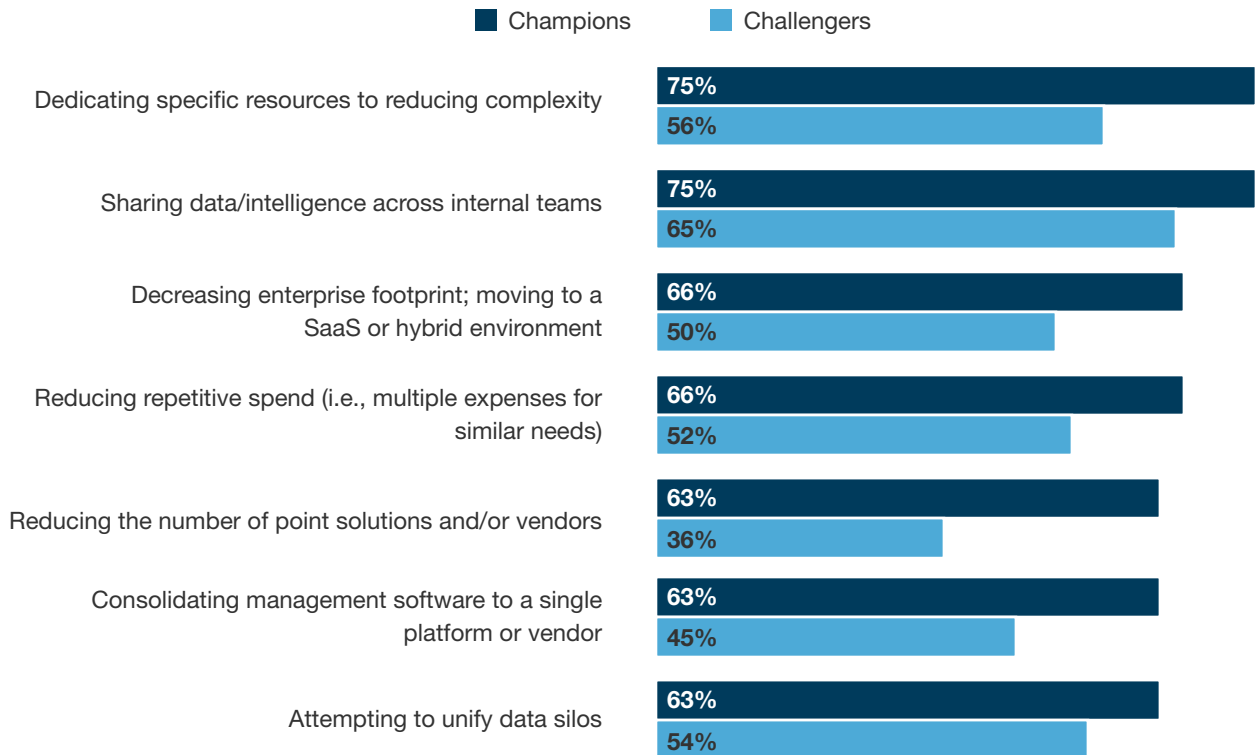 Champions
Challengers
Dedicating specific resources to reducing complexity
75%
56%
Sharing data/intelligence across internal teams
75%
65%
Decreasing enterprise footprint; moving to a
SaaS or hybrid environment
66%
50%
Reducing repetitive spend (i.e., multiple expenses for
similar needs)
66%
52%
Reducing the number of point solutions and/or vendors
63%
36%
Consolidating management software to a single
platform or vendor
63%
45%
Attempting to unify data silos
63%
54%